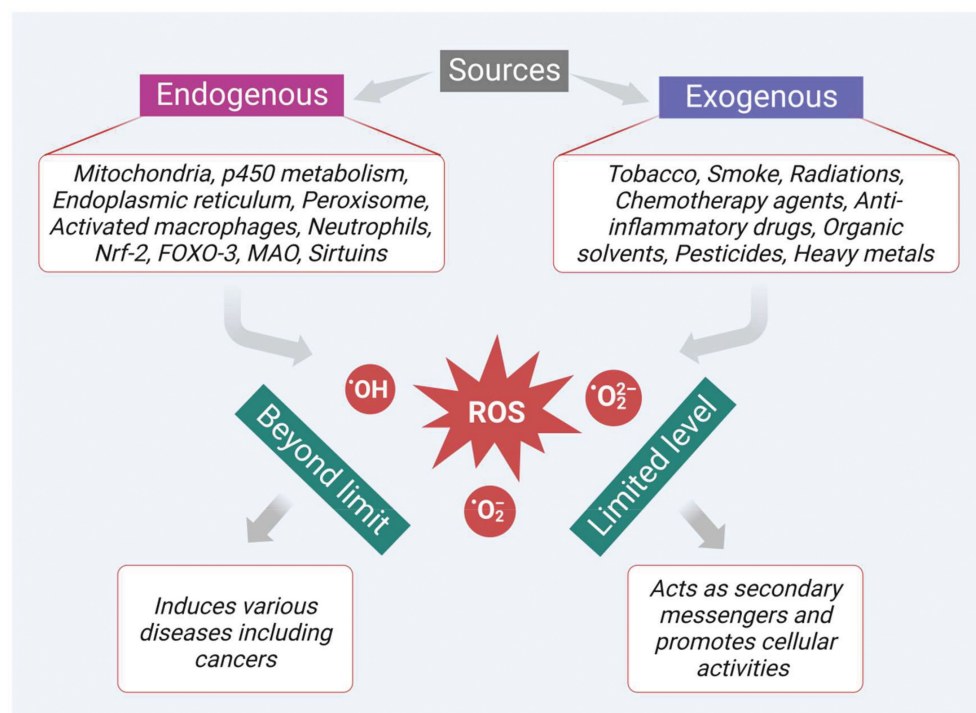 Sources
Endogenous
Exogenous
Mitochondria, p450 metabolism,
Endoplasmic reticulum, Peroxisome,
Activated macrophages, Neutrophils,
Nrf-2, FOXO-3, MAO, Sirtuins
Tobacco, Smoke, Radiations,
Chemotherapy agents, Anti-
inflammatory drugs, Organic
solvents, Pesticides, Heavy metals
•OH
ROS
•O₂²⁻
•O₂⁻
Beyond limit
Limited level
Induces various
diseases including
cancers
Acts as secondary
messengers and
promotes cellular
activities